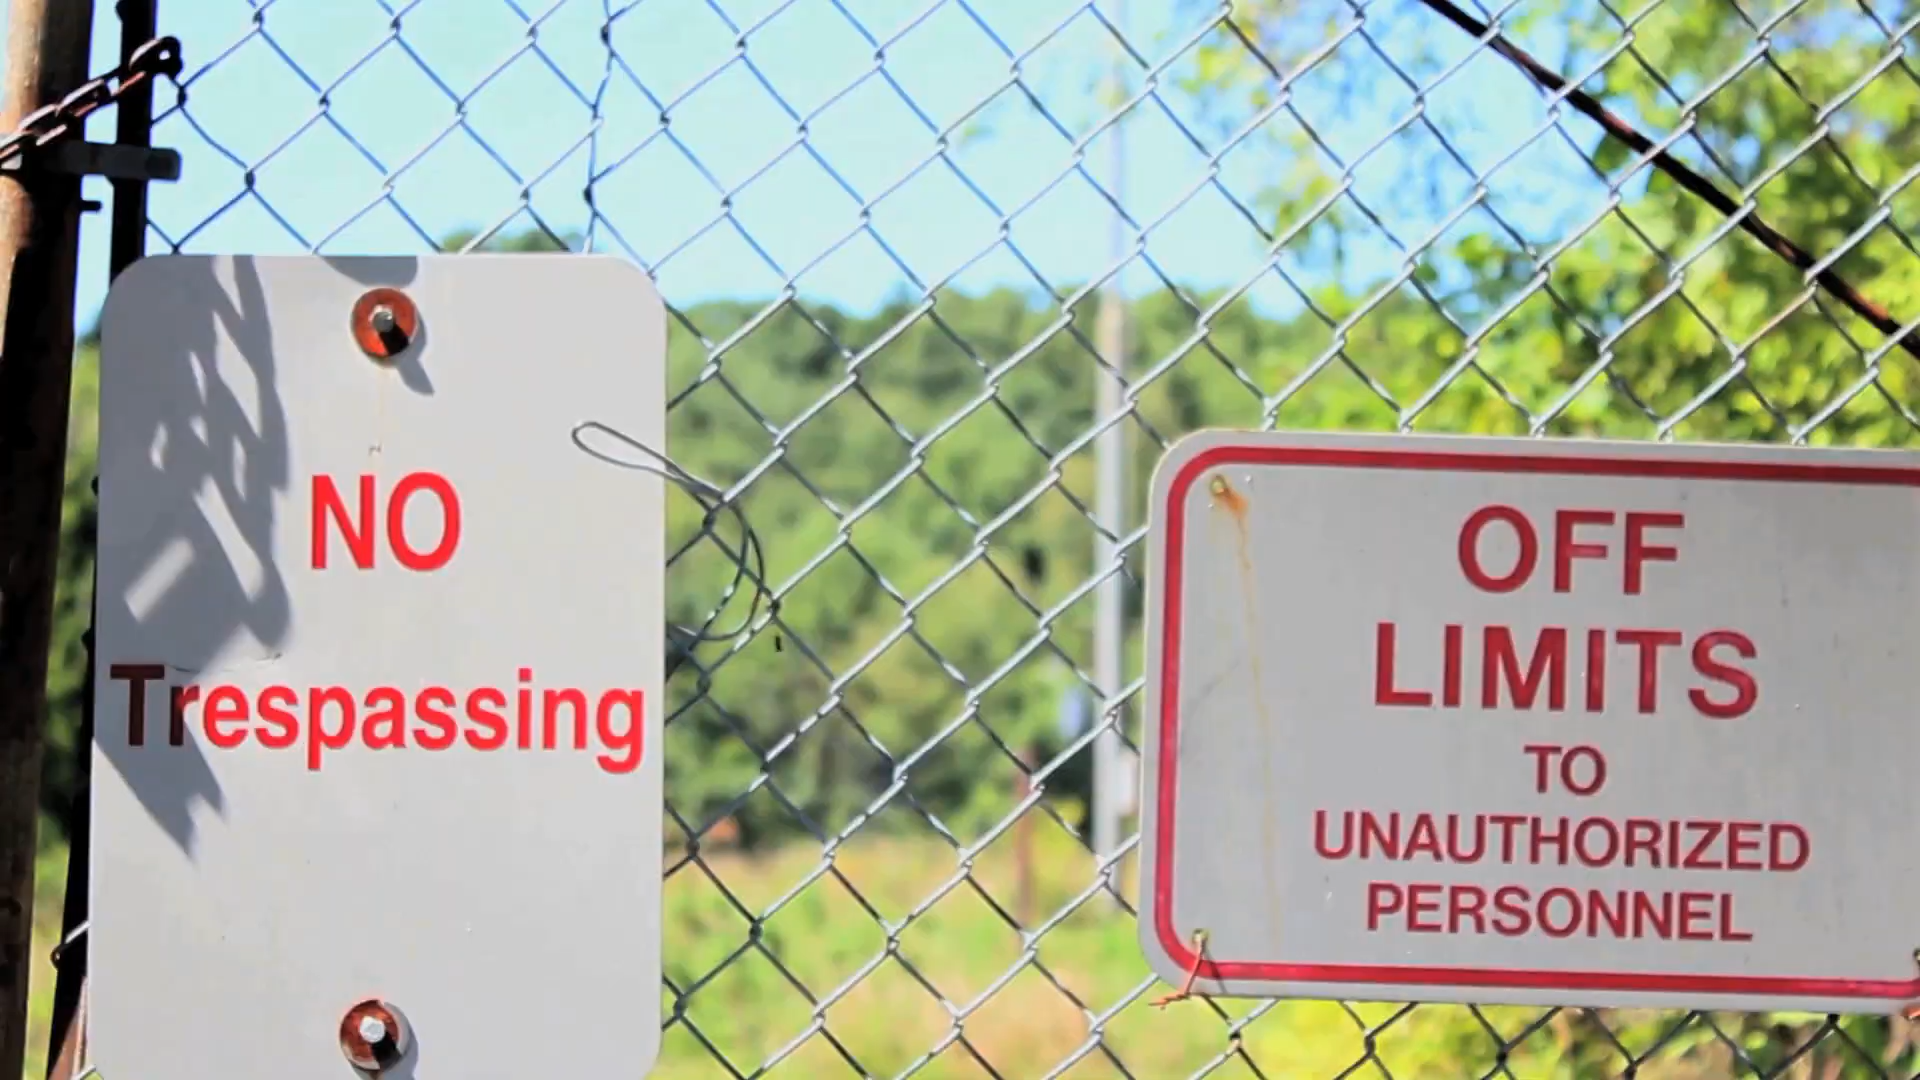 NO
Trespassing
OFF
LIMITS
TO
UNAUTHORIZED
PERSONNEL